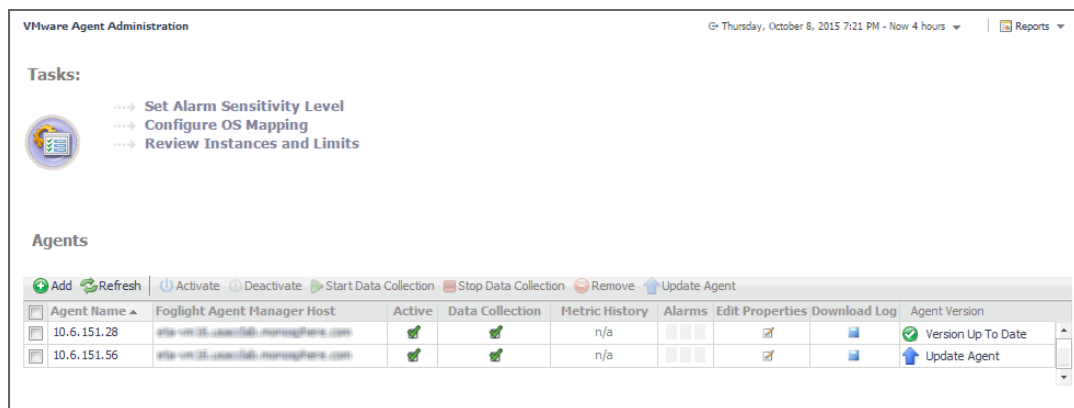 VMware Agent Administration
Thursday, October 8, 2015 7:21 PM - Now 4 hours
Reports
Tasks:
Set Alarm Sensitivity Level
Configure OS Mapping
Review Instances and Limits
Agents
Add Refresh Activate Deactivate Start Data Collection Stop Data Collection Remove Update Agent
Agent Name Foglight Agent Manager Host Active Data Collection Metric History Alarms Edit Properties Download Log Agent Version
10.6.151.28 n/a Version Up To Date
10.6.151.56 n/a Update Agent